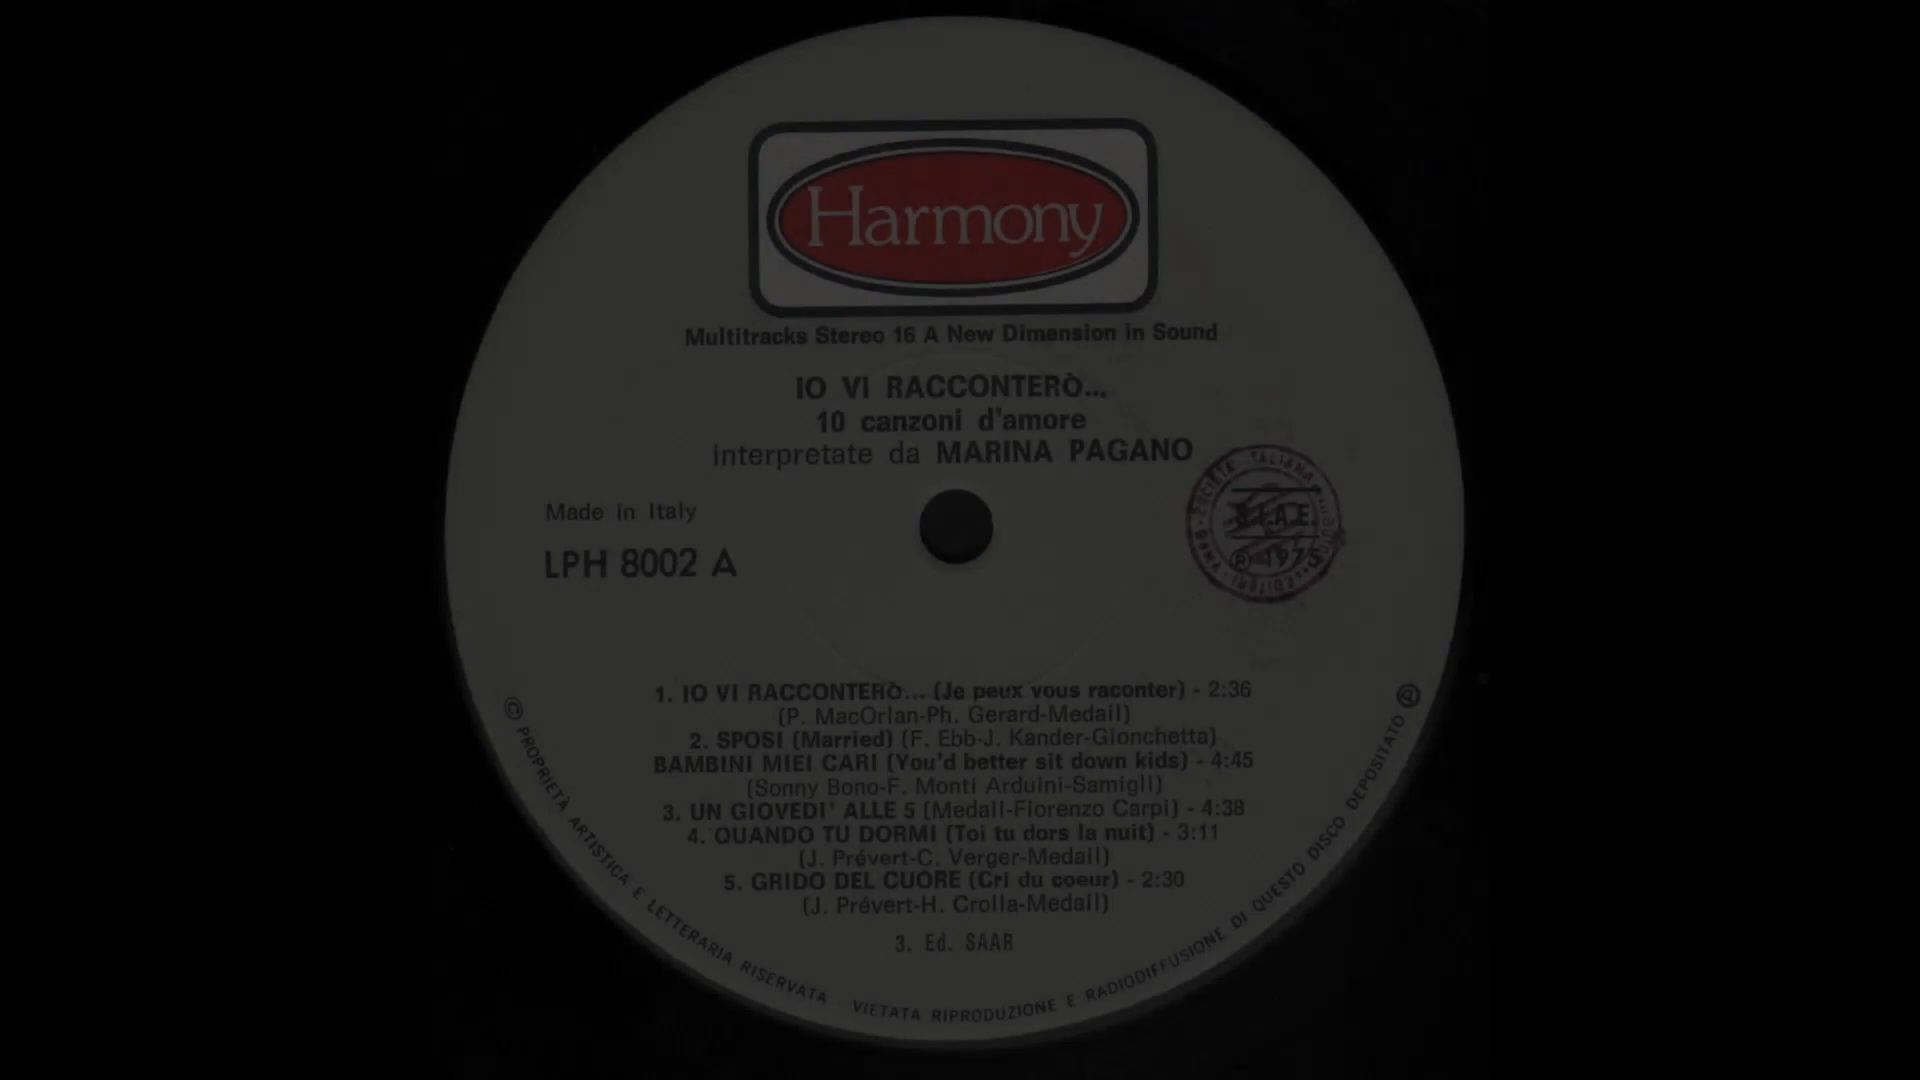 Harmony
Multitracks Stereo 16 A New Dimension in Sound
IO VI RACCONTERÒ...
10 canzoni d'amore
interpretate da MARINA PAGANO
Made in Italy
LPH 8002 A
S.I.A.E.
1. IO VI RACCONTERÒ... (Je peux vous raconter) - 2:36
(P. MacOrlan-Ph. Gerard-Medail)
2. SPOSI (Married) (F. Ebb-J. Kander-Gionchetta)
BAMBINI MIEI CARI (You'd better sit down kids) - 4:45
(Sonny Bono-F. Monti Arduini-Samigli)
3. UN GIOVEDI' ALLE 5 (Medail-Fiorenzo Carpi) - 4:38
4. QUANDO TU DORMI (Toi tu dors la nuit) - 3:11
(J. Prévert-C. Verger-Medail)
5. GRIDO DEL CUORE (Cri du coeur) - 2:30
(J. Prévert-H. Crolla-Medail)
3. Ed. SAAR
© PROPRIETÀ ARTISTICA E LETTERARIA RISERVATA - VIETATA RIPRODUZIONE E RADIODIFFUSIONE DI QUESTO DISCO DEPOSITATO ℗